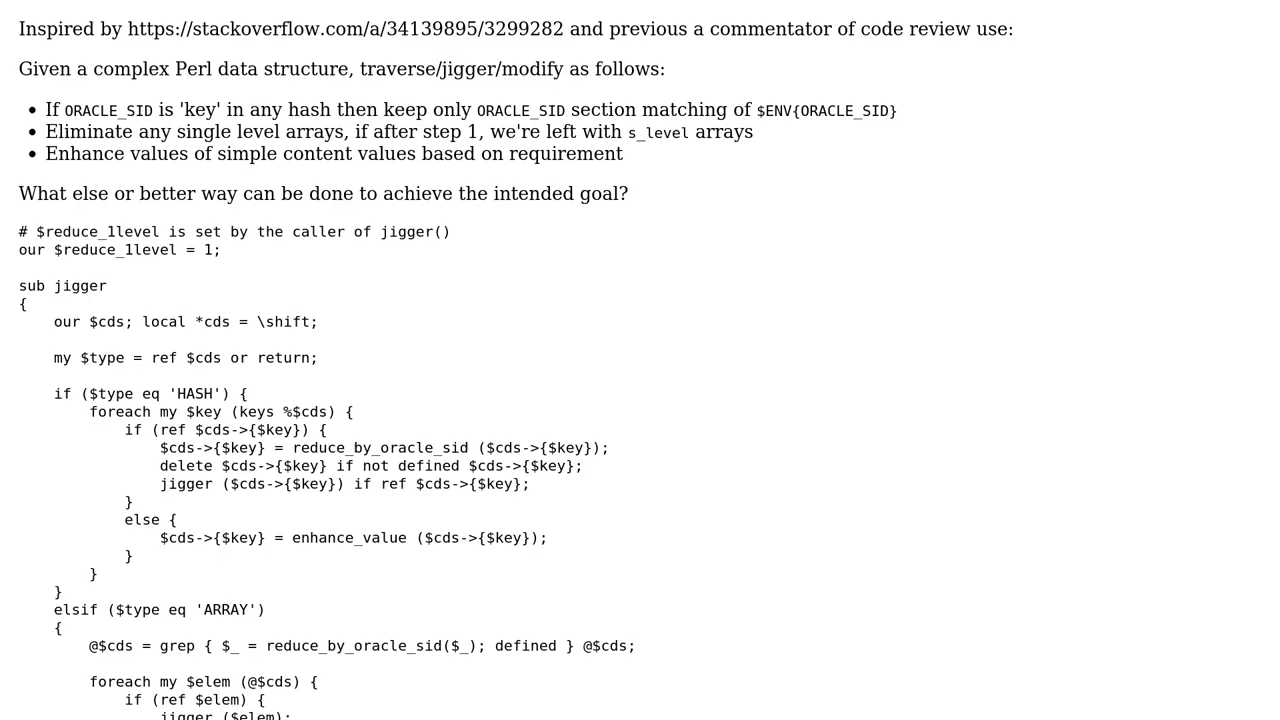 Inspired by https://stackoverflow.com/a/34139895/3299282 and previous a commentator of code review use:
Given a complex Perl data structure, traverse/jigger/modify as follows:
• If ORACLE_SID is 'key' in any hash then keep only ORACLE_SID section matching of $ENV{ORACLE_SID}
• Eliminate any single level arrays, if after step 1, we're left with s_level arrays
• Enhance values of simple content values based on requirement
What else or better way can be done to achieve the intended goal?
# $reduce_1level is set by the caller of jigger()
our $reduce_1level = 1;
sub jigger
{
    our $cds; local *cds = \shift;
    my $type = ref $cds or return;
    if ($type eq 'HASH') {
        foreach my $key (keys %$cds) {
            if (ref $cds->{$key}) {
                $cds->{$key} = reduce_by_oracle_sid ($cds->{$key});
                delete $cds->{$key} if not defined $cds->{$key};
                jigger ($cds->{$key}) if ref $cds->{$key};
            }
            else {
                $cds->{$key} = enhance_value ($cds->{$key});
            }
        }
    }
    elsif ($type eq 'ARRAY')
    {
        @$cds = grep { $_ = reduce_by_oracle_sid($_); defined } @$cds;
        foreach my $elem (@$cds) {
            if (ref $elem) {
                jigger ($elem);